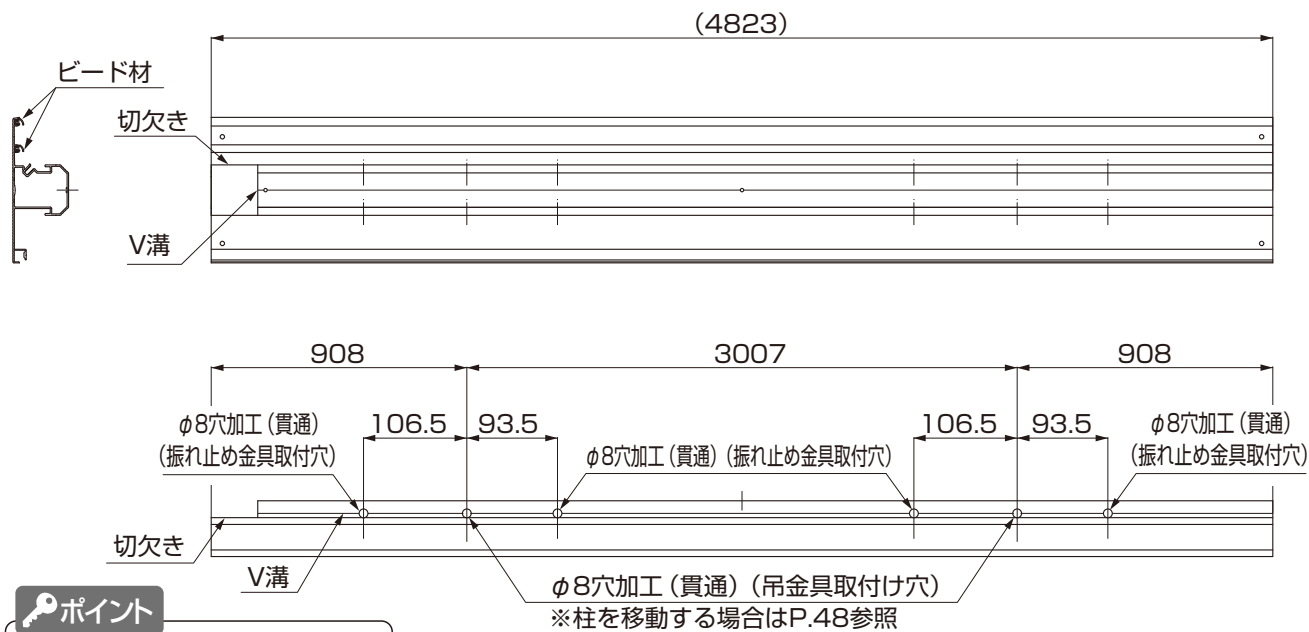 (4823)
ビード材
切欠き
V溝
908
3007
908
φ8穴加工（貫通）
（振れ止め金具取付穴）
106.5
93.5
φ8穴加工（貫通）（振れ止め金具取付穴）
106.5
93.5
φ8穴加工（貫通）
（振れ止め金具取付穴）
切欠き
V溝
φ8穴加工（貫通）（吊金具取付け穴）
※柱を移動する場合はP.48参照
ポイント